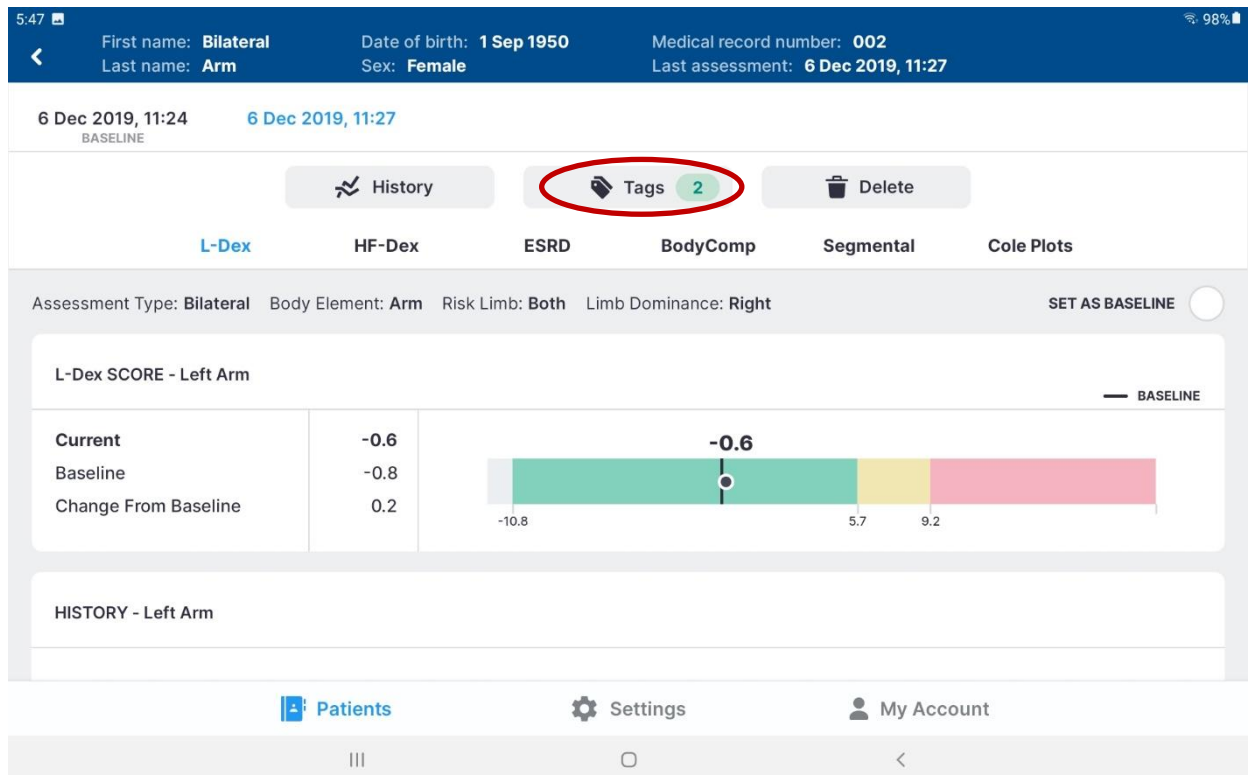 5:47 98%
First name: Bilateral Date of birth: 1 Sep 1950 Medical record number: 002
Last name: Arm Sex: Female Last assessment: 6 Dec 2019, 11:27
6 Dec 2019, 11:24 6 Dec 2019, 11:27
BASELINE
History Tags 2 Delete
L-Dex HF-Dex ESRD BodyComp Segmental Cole Plots
Assessment Type: Bilateral Body Element: Arm Risk Limb: Both Limb Dominance: Right SET AS BASELINE
L-Dex SCORE - Left Arm
BASELINE
Current -0.6 -0.6
Baseline -0.8
Change From Baseline 0.2
-10.8 5.7 9.2
HISTORY - Left Arm
Patients Settings My Account